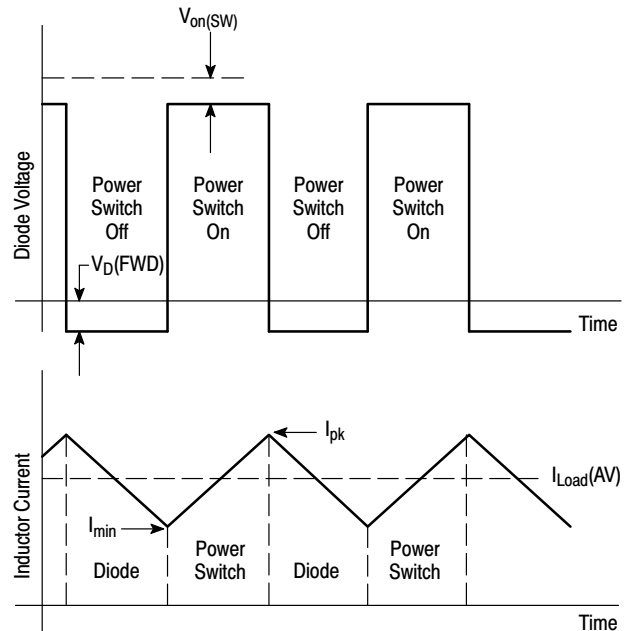 Von(SW)
Diode Voltage
Power
Switch
Off
Power
Switch
On
Power
Switch
Off
Power
Switch
On
VD(FWD)
Time
Inductor Current
Ipk
ILoad(AV)
Imin
Diode
Power
Switch
Diode
Power
Switch
Time